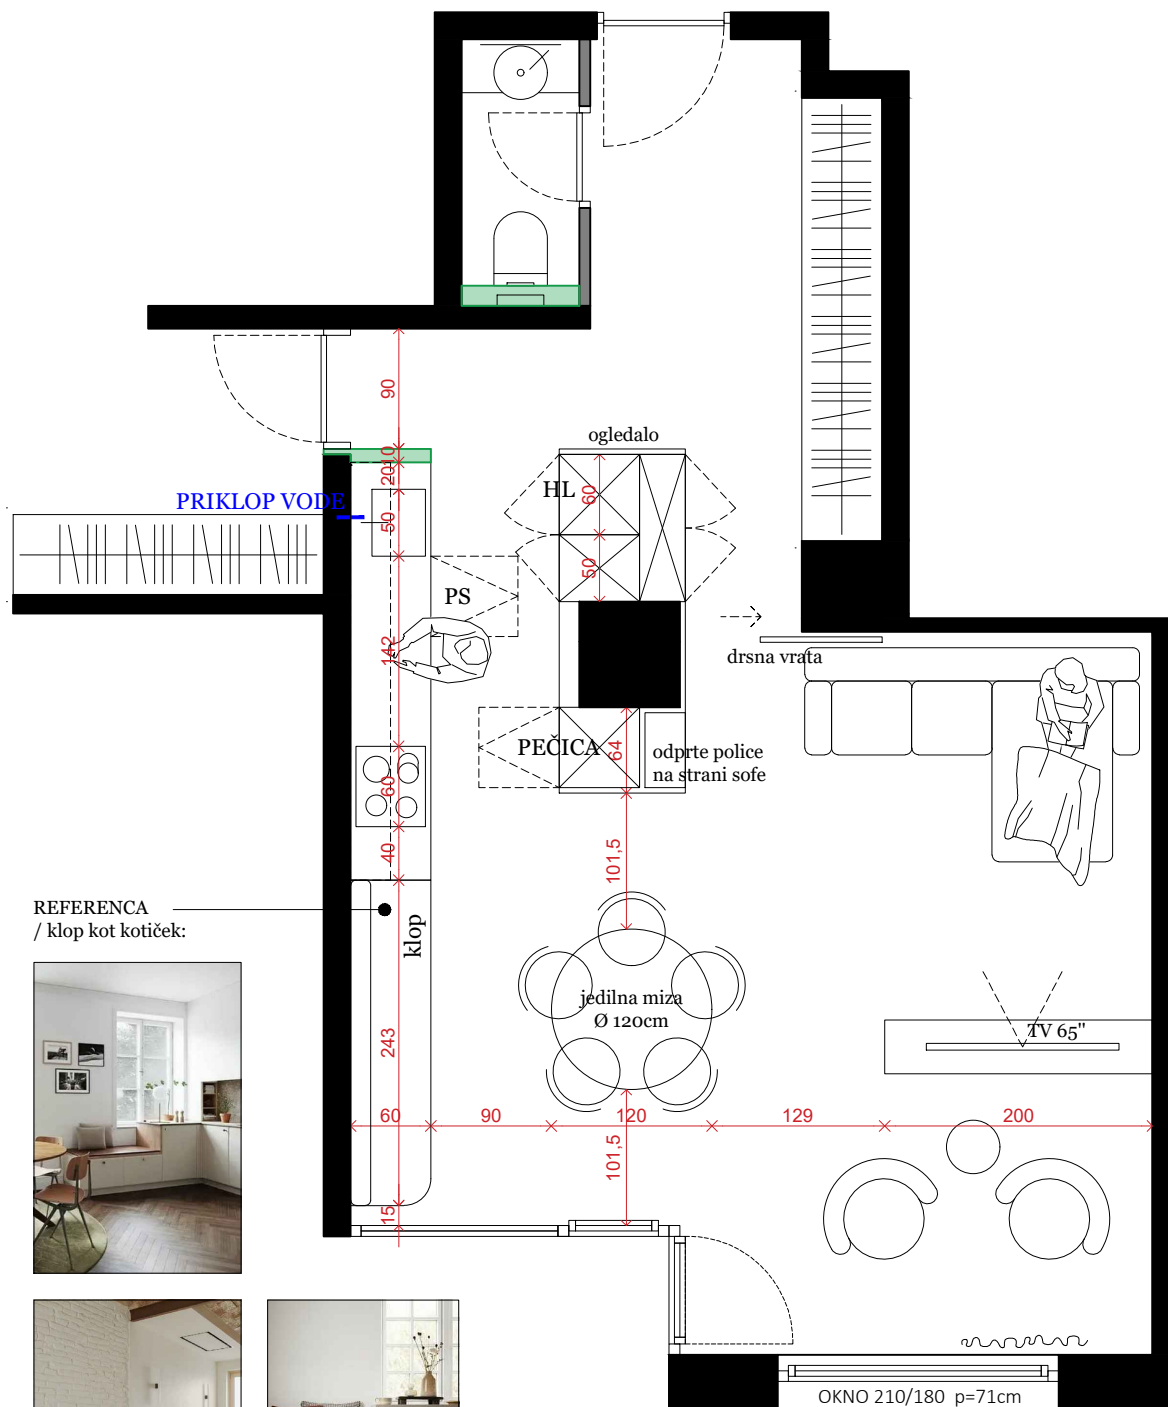 ogledalo
90
10
20
HL
60
PRIKLOP VODE
50
50
PS
142
drsna vrata
PEČICA
64
odprte police
na strani sofe
60
40
101,5
REFERENCA
/ klop kot kotiček:
klop
jedilna miza
Ø 120cm
TV 65"
243
60
90
120
129
200
101,5
15
OKNO 210/180 p=71cm